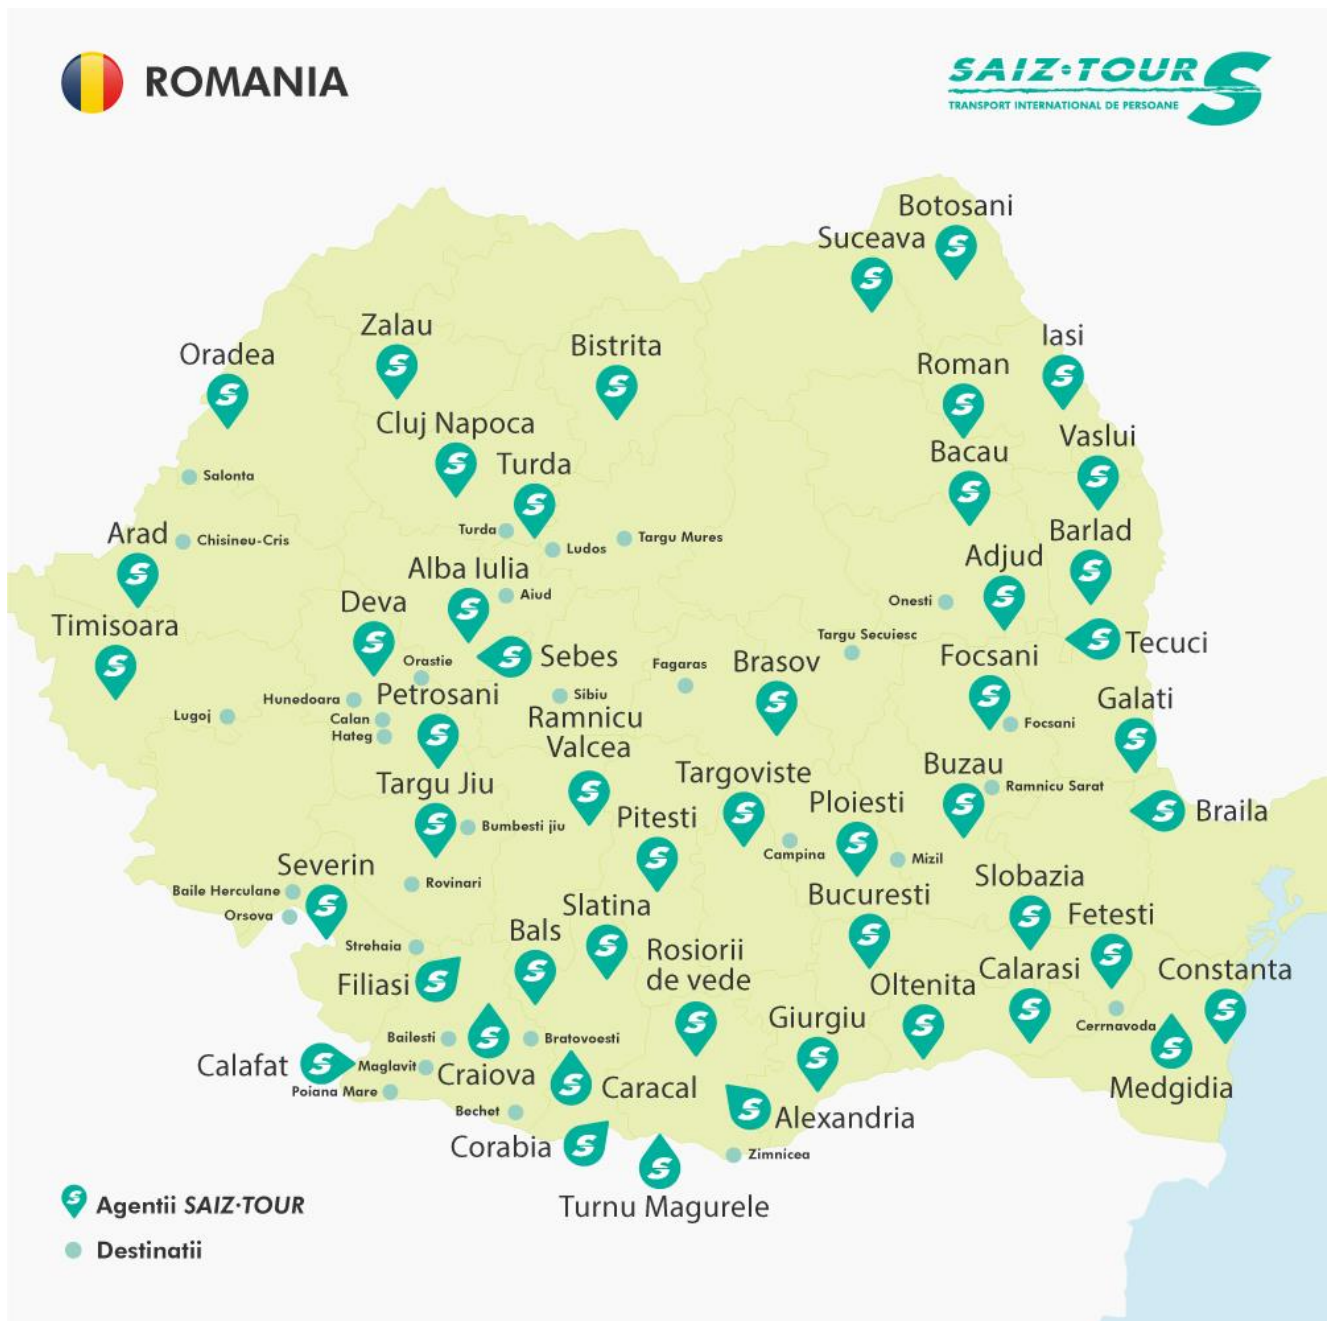 ROMANIA
SAIZ·TOUR
TRANSPORT INTERNATIONAL DE PERSOANE
Botosani
Suceava
Zalau
Iasi
Oradea
Bistrita
Roman
Cluj Napoca
Vaslui
Turda
Bacau
Salonta
Arad
Chisineu-Cris
Turda
Ludos
Targu Mures
Barlad
Adjud
Alba Iulia
Deva
Aiud
Onesti
Timisoara
Targu Secuiesc
Tecuci
Orastie
Sebes
Fagaras
Brasov
Focsani
Hunedoara
Petrosani
Sibiu
Galati
Lugoj
Calan
Hateg
Ramnicu
Valcea
Focsani
Targu Jiu
Targoviste
Buzau
Ramnicu Sarat
Ploiesti
Braila
Bumbesti jiu
Pitesti
Campina
Mizil
Severin
Slobazia
Baile Herculane
Rovinari
Bucuresti
Orsova
Slatina
Fetesti
Strehaia
Bals
Rosiorii
de vede
Filiasi
Oltenita
Calarasi
Constanta
Giurgiu
Cerrnavoda
Bailesti
Bratovoesti
Calafat
Maglavit
Craiova
Caracal
Medgidia
Poiana Mare
Bechet
Alexandria
Corabia
Zimnicea
Turnu Magurele
Agentii SAIZ·TOUR
Destinatii